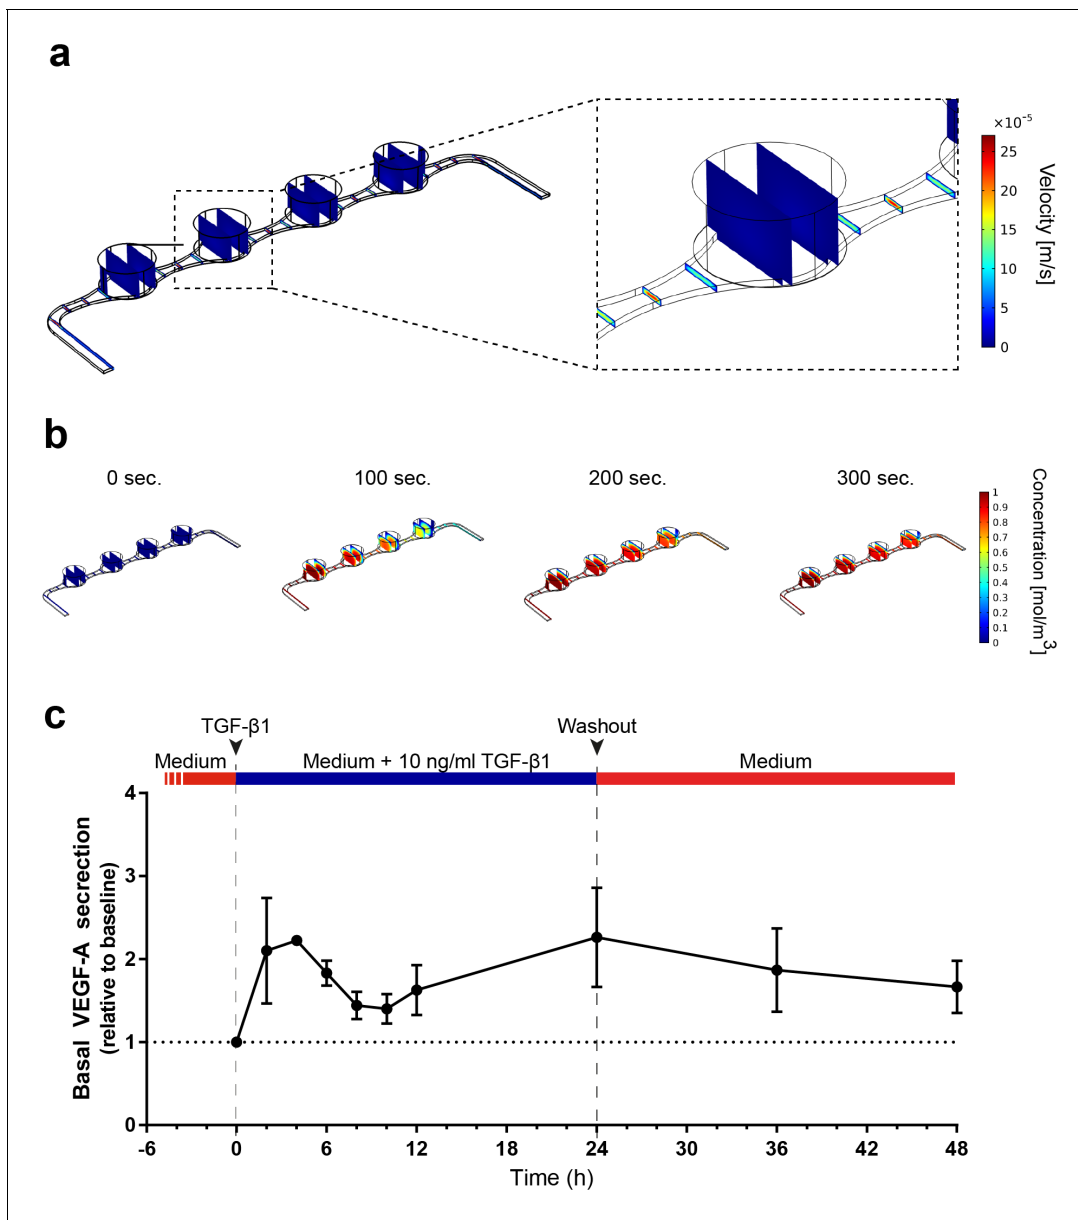 a
×10⁻⁵
25
20
15
10
5
0
Velocity [m/s]
b
0 sec.
100 sec.
200 sec.
300 sec.
1
0.9
0.8
0.7
0.6
0.5
0.4
0.3
0.2
0.1
0
Concentration [mol/m³]
c
TGF-β1
Washout
Medium
Medium + 10 ng/ml TGF-β1
Medium
4
3
2
1
0
Basal VEGF-A secrection
(relative to baseline)
-6 0 6 12 18 24 30 36 42 48
Time (h)